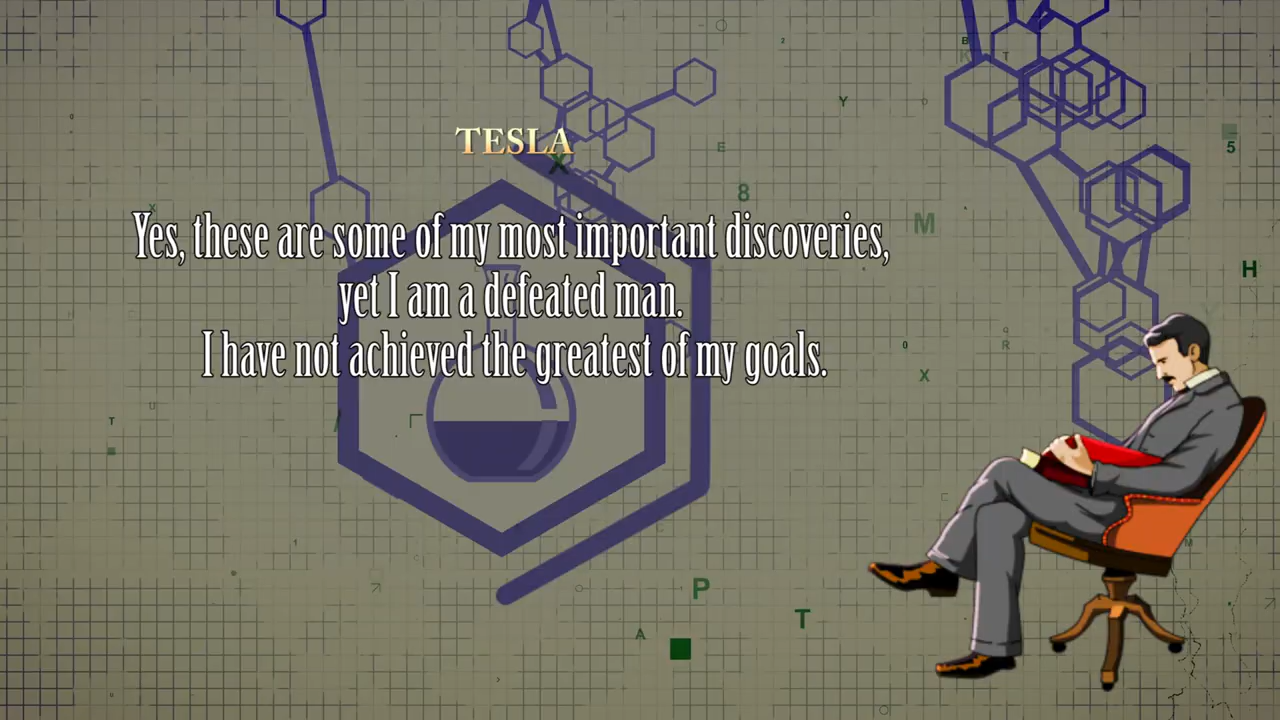 TESLA
Yes, these are some of my most important discoveries,
yet I am a defeated man.
I have not achieved the greatest of my goals.